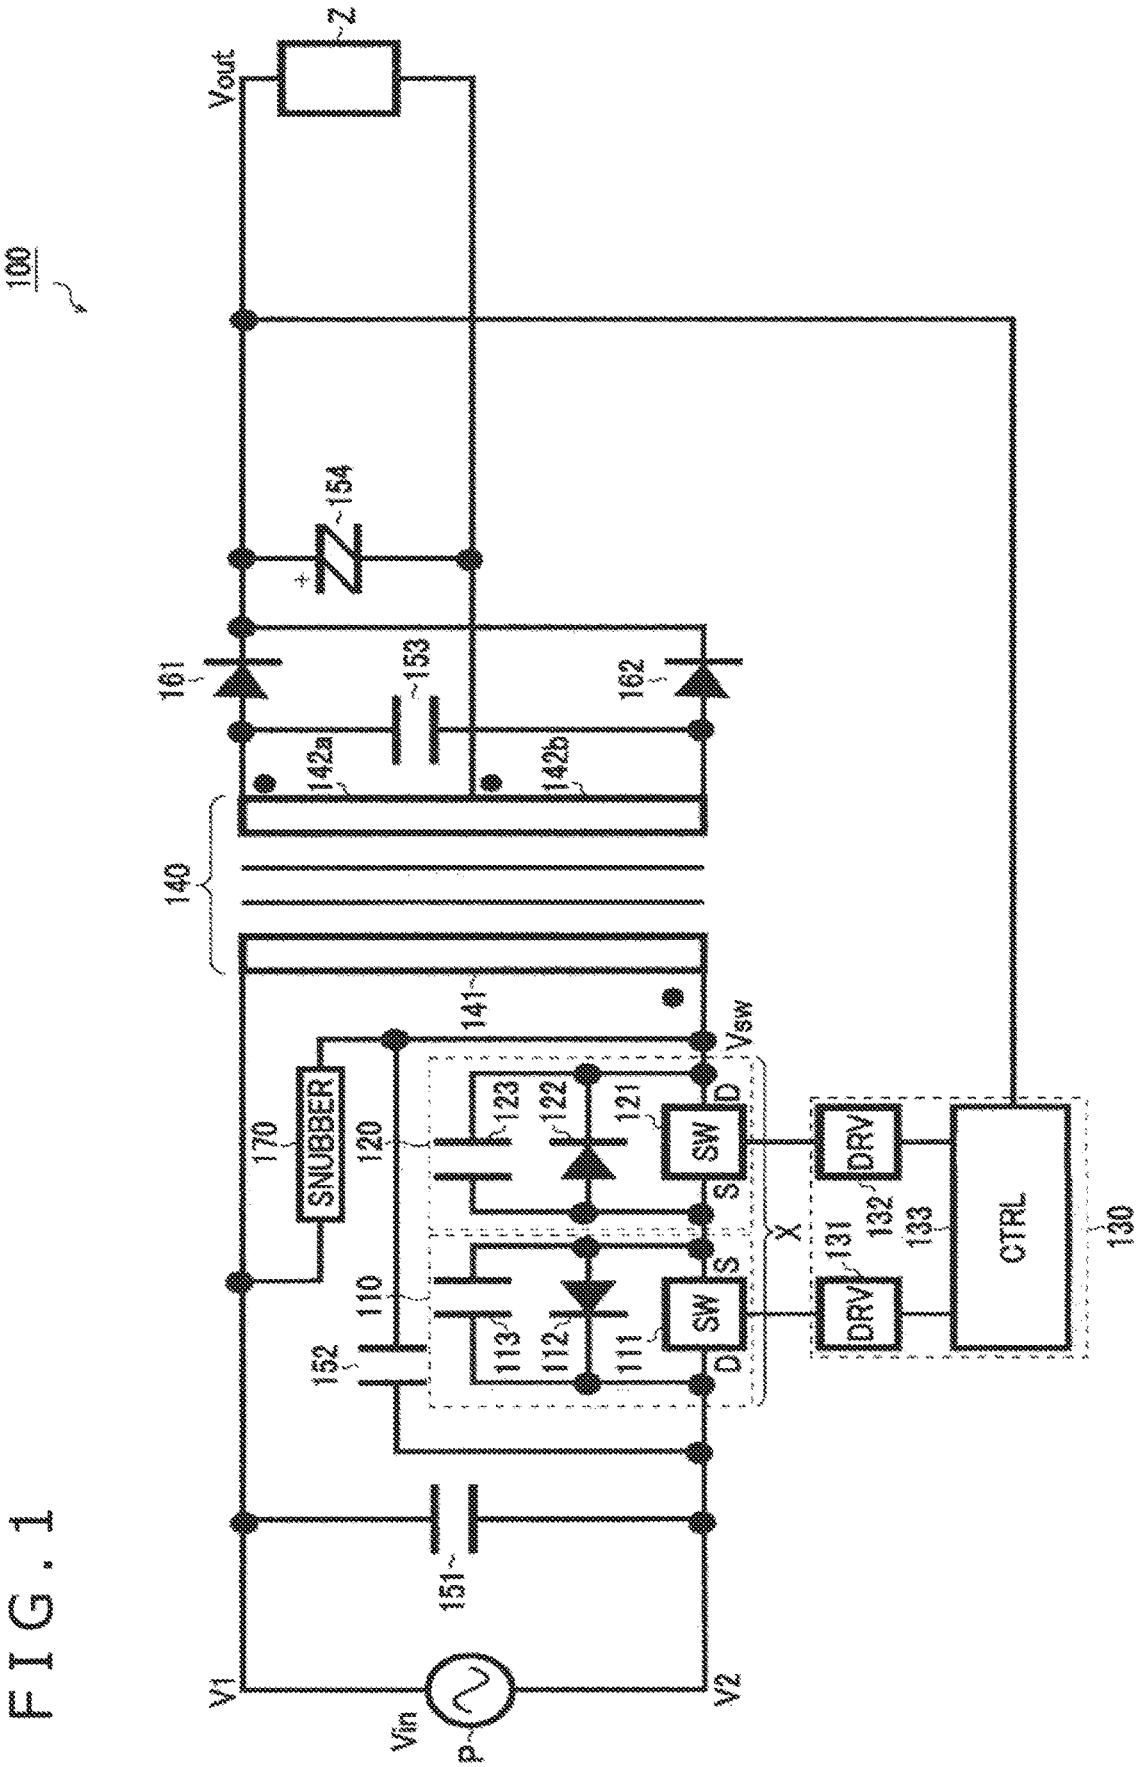 FIG.1
100
V1
Vin
P
V2
151
152
170
SNUBBER
110
113
112
111
SW
D
S
120
123
122
121
SW
S
D
X
Vsw
DRV
131
DRV
132
133
CTRL
130
140
141
142a
142b
153
161
162
+
154
Vout
Z